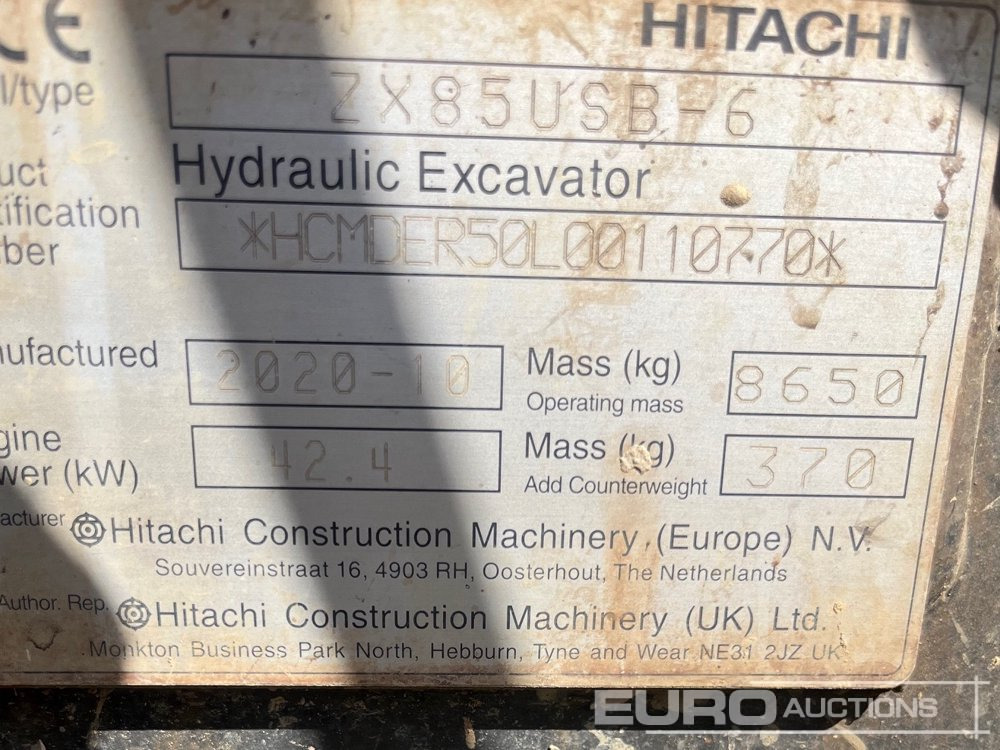 CE HITACHI
l/type ZX85USB-6
Hydraulic Excavator
uct
ification
ber *HCMDER50L00110770*
nufactured 2020-10 Mass (kg) 8650
Operating mass
gine
wer (kW) 42.4 Mass (kg) 370
Add Counterweight
acturer Hitachi Construction Machinery (Europe) N.V.
Souvereinstraat 16, 4903 RH, Oosterhout, The Netherlands
Author. Rep. Hitachi Construction Machinery (UK) Ltd.
Monkton Business Park North, Hebburn, Tyne and Wear NE31 2JZ UK
EURO AUCTIONS